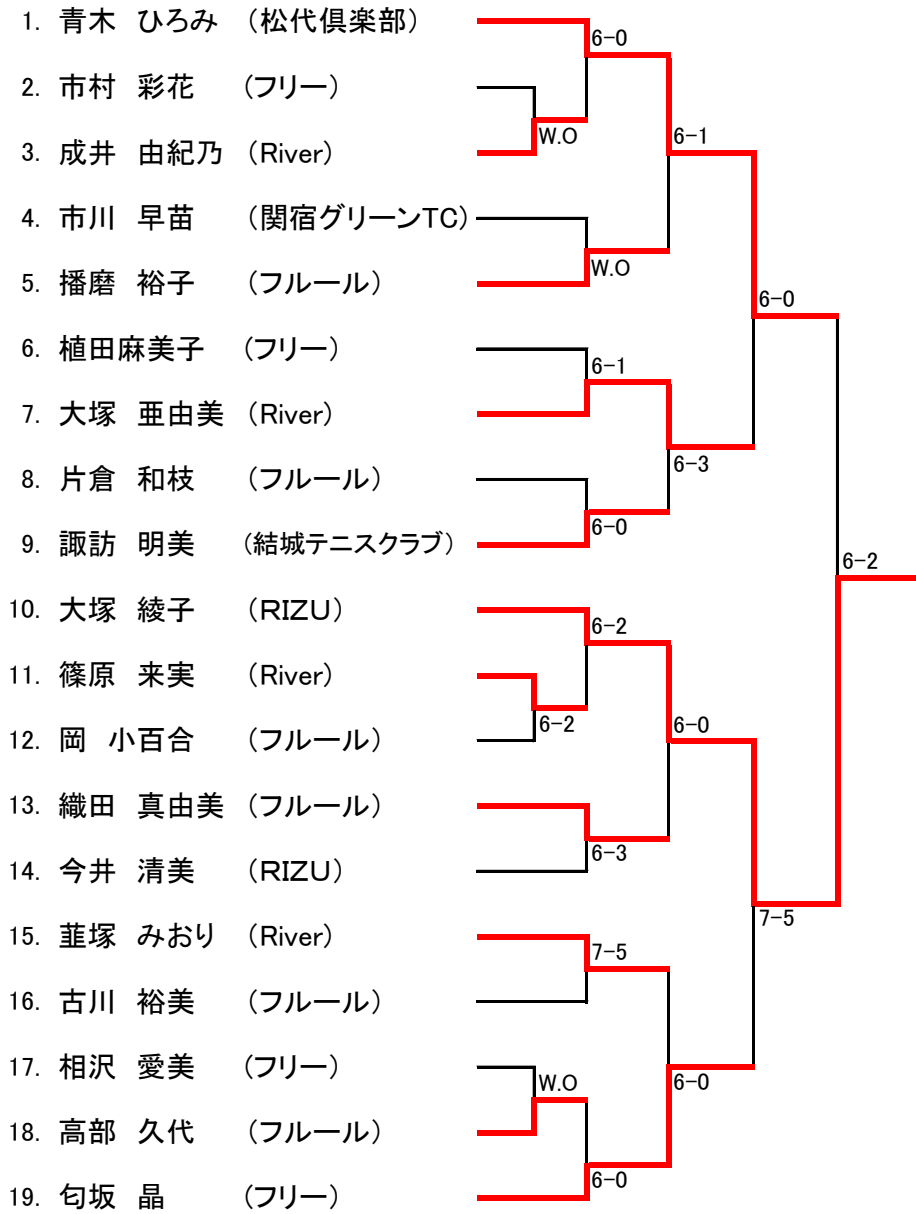 1. 青木 ひろみ (松代倶楽部)
6-0
2. 市村 彩花 (フリー)
W.O
6-1
3. 成井 由紀乃 (River)
4. 市川 早苗 (関宿グリーンTC)
W.O
5. 播磨 裕子 (フルール)
6-0
6. 植田麻美子 (フリー)
6-1
7. 大塚 亜由美 (River)
6-3
8. 片倉 和枝 (フルール)
6-0
9. 諏訪 明美 (結城テニスクラブ)
6-2
10. 大塚 綾子 (RIZU)
6-2
11. 篠原 来実 (River)
6-2
6-0
12. 岡 小百合 (フルール)
13. 織田 真由美 (フルール)
6-3
14. 今井 清美 (RIZU)
7-5
15. 韮塚 みおり (River)
7-5
16. 古川 裕美 (フルール)
17. 相沢 愛美 (フリー)
W.O
6-0
18. 高部 久代 (フルール)
6-0
19. 匂坂 晶 (フリー)